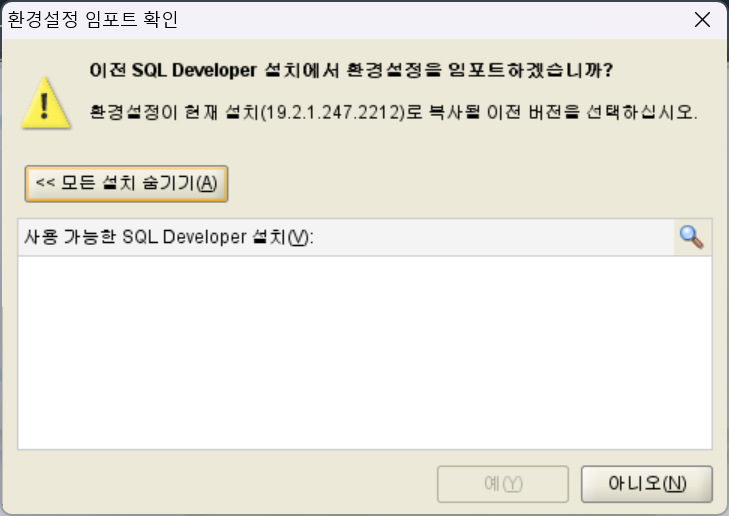 환경설정 임포트 확인
이전 SQL Developer 설치에서 환경설정을 임포트하겠습니까?
환경설정이 현재 설치(19.2.1.247.2212)로 복사될 이전 버전을 선택하십시오.
<< 모든 설치 숨기기(A)
사용 가능한 SQL Developer 설치(V):
예(Y)
아니오(N)